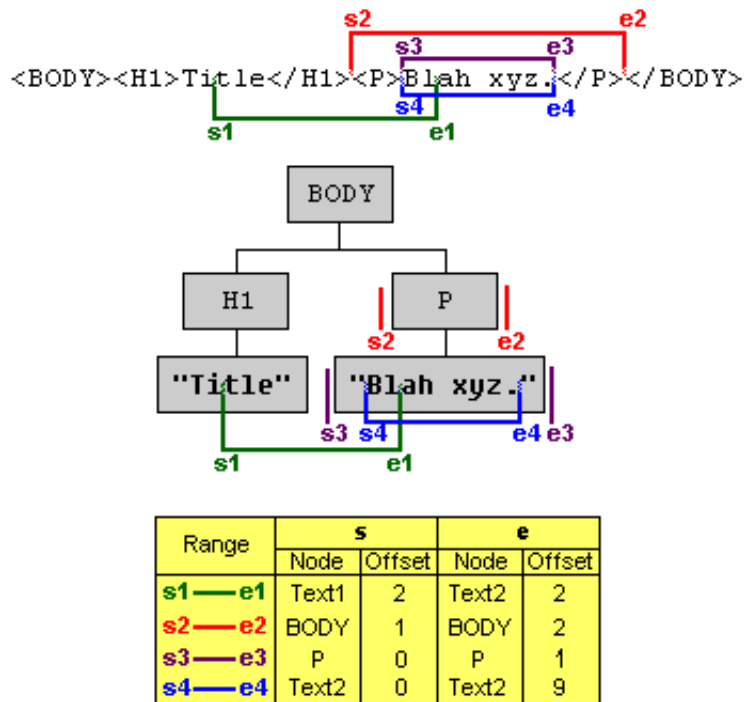 s2 e2
s3 e3
<BODY><H1>Title</H1><P>Blah xyz.</P></BODY>
s4 e4
s1 e1
BODY
H1 P
s2 e2
"Title" "Blah xyz."
s3 s4 e4 e3
s1 e1
Range s e
Node Offset Node Offset
s1 e1 Text1 2 Text2 2
s2 e2 BODY 1 BODY 2
s3 e3 P 0 P 1
s4 e4 Text2 0 Text2 9